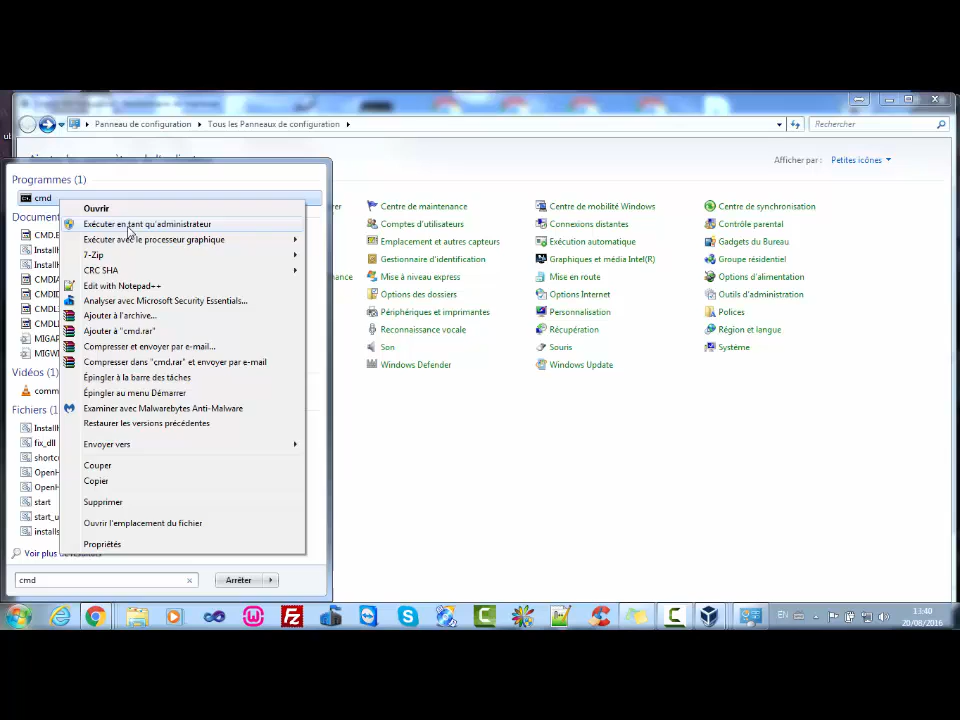 Panneau de configuration
Tous les Panneaux de configuration
Rechercher
Afficher par :
Petites icônes
Programmes (1)
cmd
Ouvrir
Exécuter en tant qu'administrateur
Exécuter avec le processeur graphique
7-Zip
CRC SHA
Edit with Notepad++
Analyser avec Microsoft Security Essentials...
Ajouter à l'archive...
Ajouter à "cmd.rar"
Compresser et envoyer par e-mail...
Compresser dans "cmd.rar" et envoyer par e-mail
Épingler à la barre des tâches
Épingler au menu Démarrer
Examiner avec Malwarebytes Anti-Malware
Restaurer les versions précédentes
Envoyer vers
Couper
Copier
Supprimer
Ouvrir l'emplacement du fichier
Propriétés
Vidéos (1)
Fichiers (
start
Voir plus de résultats
cmd
Arrêter
Centre de maintenance
Centre de mobilité Windows
Centre de synchronisation
Comptes d'utilisateurs
Connexions distantes
Contrôle parental
Emplacement et autres capteurs
Exécution automatique
Gadgets du Bureau
Gestionnaire d'identification
Graphiques et média Intel(R)
Groupe résidentiel
Mise à niveau express
Mise en route
Options d'alimentation
Options des dossiers
Options Internet
Outils d'administration
Périphériques et imprimantes
Personnalisation
Polices
Reconnaissance vocale
Récupération
Région et langue
Son
Souris
Système
Windows Defender
Windows Update
EN
13:40
20/08/2016